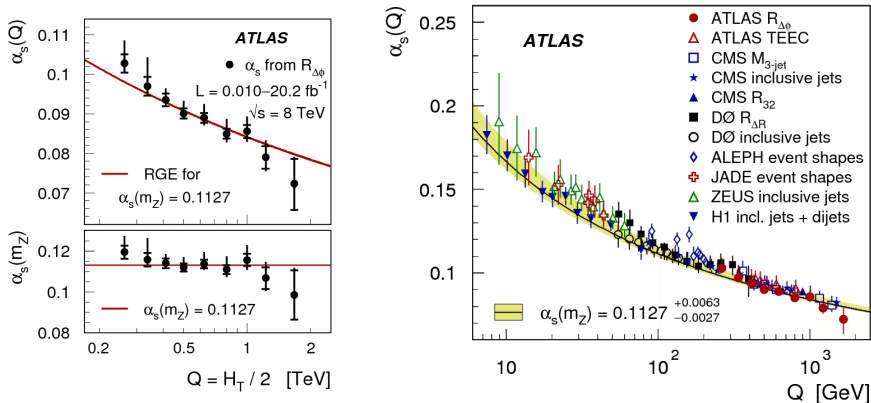 α_s(Q)
0.11
0.1
0.09
0.08
0.07
ATLAS
α_s from R_Δϕ
L = 0.010–20.2 fb⁻¹
√s = 8 TeV
RGE for
α_s(m_Z) = 0.1127
α_s(m_Z)
0.12
0.1
0.08
α_s(m_Z) = 0.1127
0.2
0.5
1
2
Q = H_T / 2 [TeV]
α_s(Q)
0.25
0.2
0.15
0.1
ATLAS
ATLAS R_Δϕ
ATLAS TEEC
CMS M_3-jet
CMS inclusive jets
CMS R_32
DØ R_ΔR
DØ inclusive jets
ALEPH event shapes
JADE event shapes
ZEUS inclusive jets
H1 incl. jets + dijets
α_s(m_Z) = 0.1127 +0.0063 −0.0027
10
10²
10³
Q [GeV]